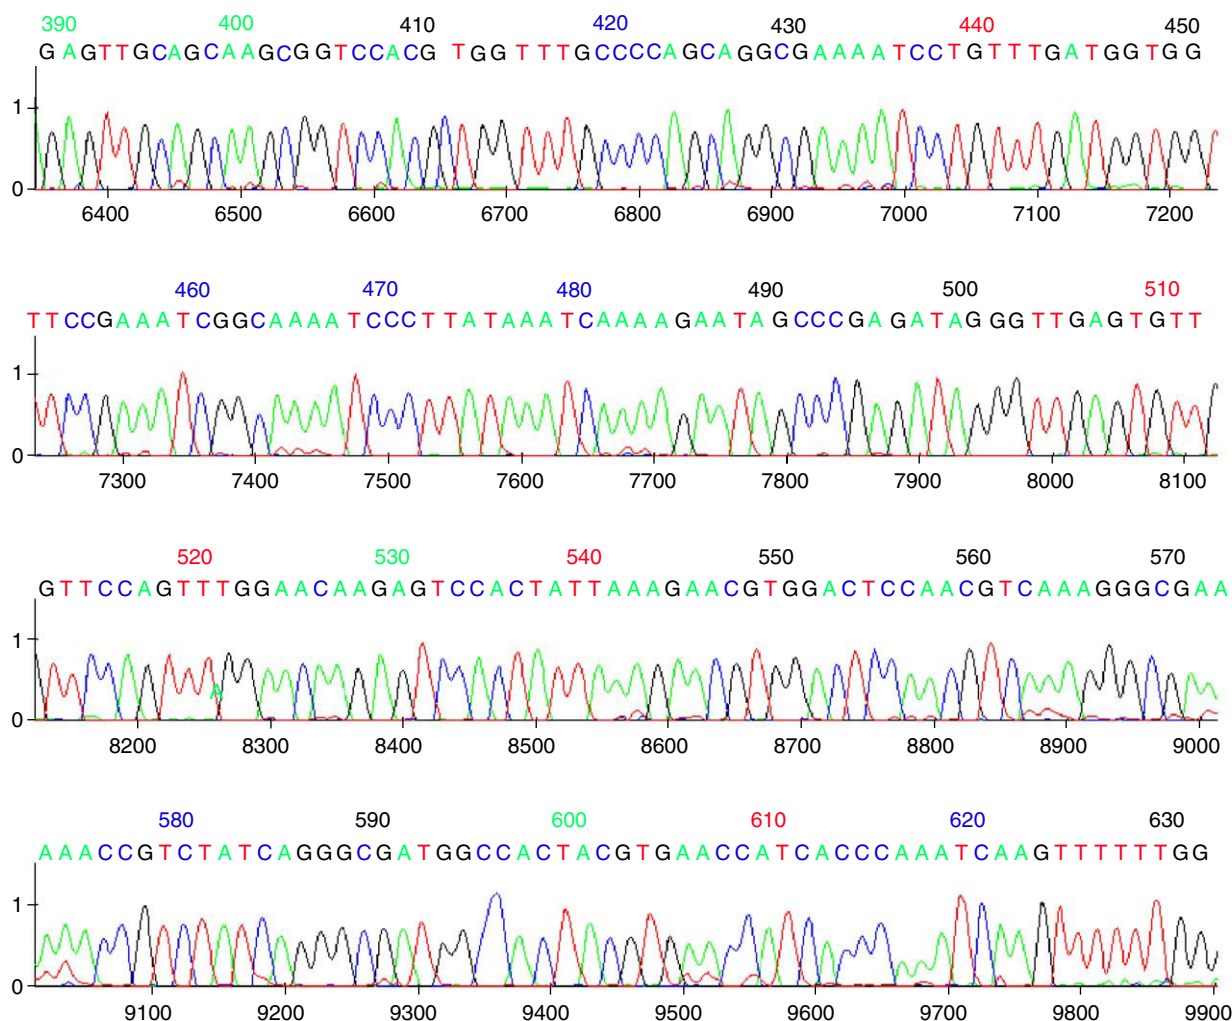 390 400 410 420 430 440 450
GAGTTGCAGCAAGCGGTCCACG TGGTTTGCCCCAGCAGGCGAAAATCCTGTTTGATGGTGG
1
0
6400 6500 6600 6700 6800 6900 7000 7100 7200
460 470 480 490 500 510
TTCCGAAATCGGCAAAATCCCTTATAAATCAAAAGAATAGCCCGAGATAGGGTTGAGTGTT
1
0
7300 7400 7500 7600 7700 7800 7900 8000 8100
520 530 540 550 560 570
GTTCCAGTTTGGAACAAGAGTCCACTATTAAAGAACGTGGACTCCAACGTCAAAGGGCGAA
1
A
0
8200 8300 8400 8500 8600 8700 8800 8900 9000
580 590 600 610 620 630
AAACCGTCTATCAGGGCGATGGCCACTACGTGAACCATCACCCAAATCAAGTTTTTTGG
1
0
9100 9200 9300 9400 9500 9600 9700 9800 9900